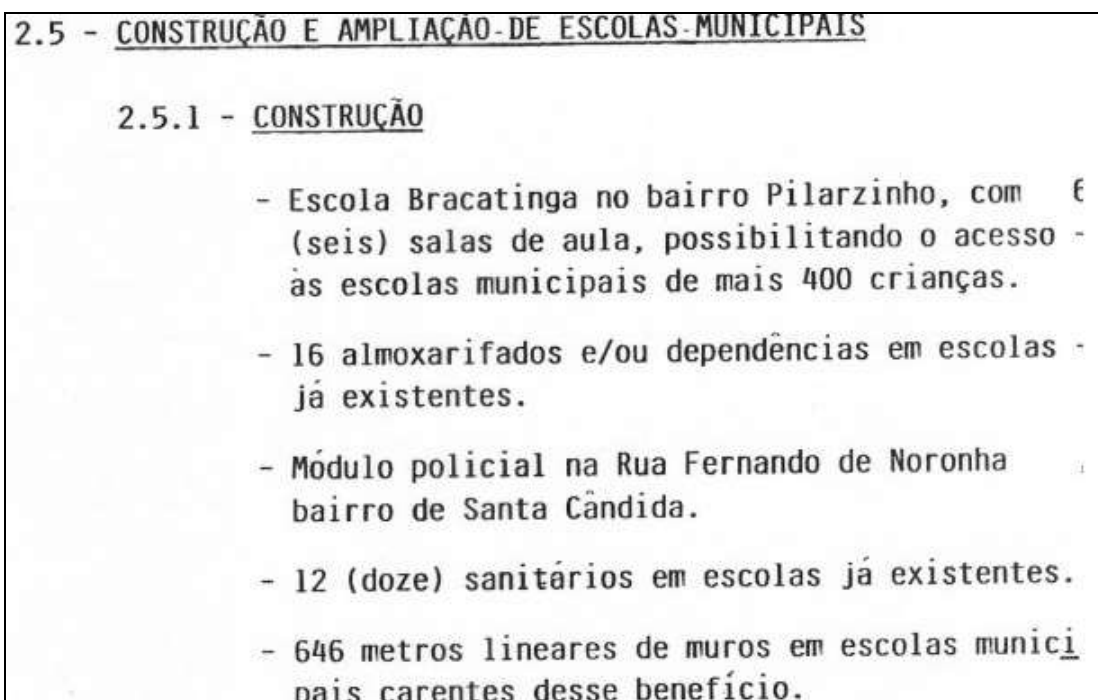 2.5 - CONSTRUÇÃO E AMPLIAÇÃO-DE ESCOLAS-MUNICIPAIS
2.5.1 - CONSTRUÇÃO
- Escola Bracatinga no bairro Pilarzinho, com 6
(seis) salas de aula, possibilitando o acesso -
às escolas municipais de mais 400 crianças.
- 16 almoxarifados e/ou dependências em escolas -
já existentes.
- Módulo policial na Rua Fernando de Noronha ,
bairro de Santa Cândida.
- 12 (doze) sanitários em escolas já existentes.
- 646 metros lineares de muros em escolas munici
pais carentes desse benefício.